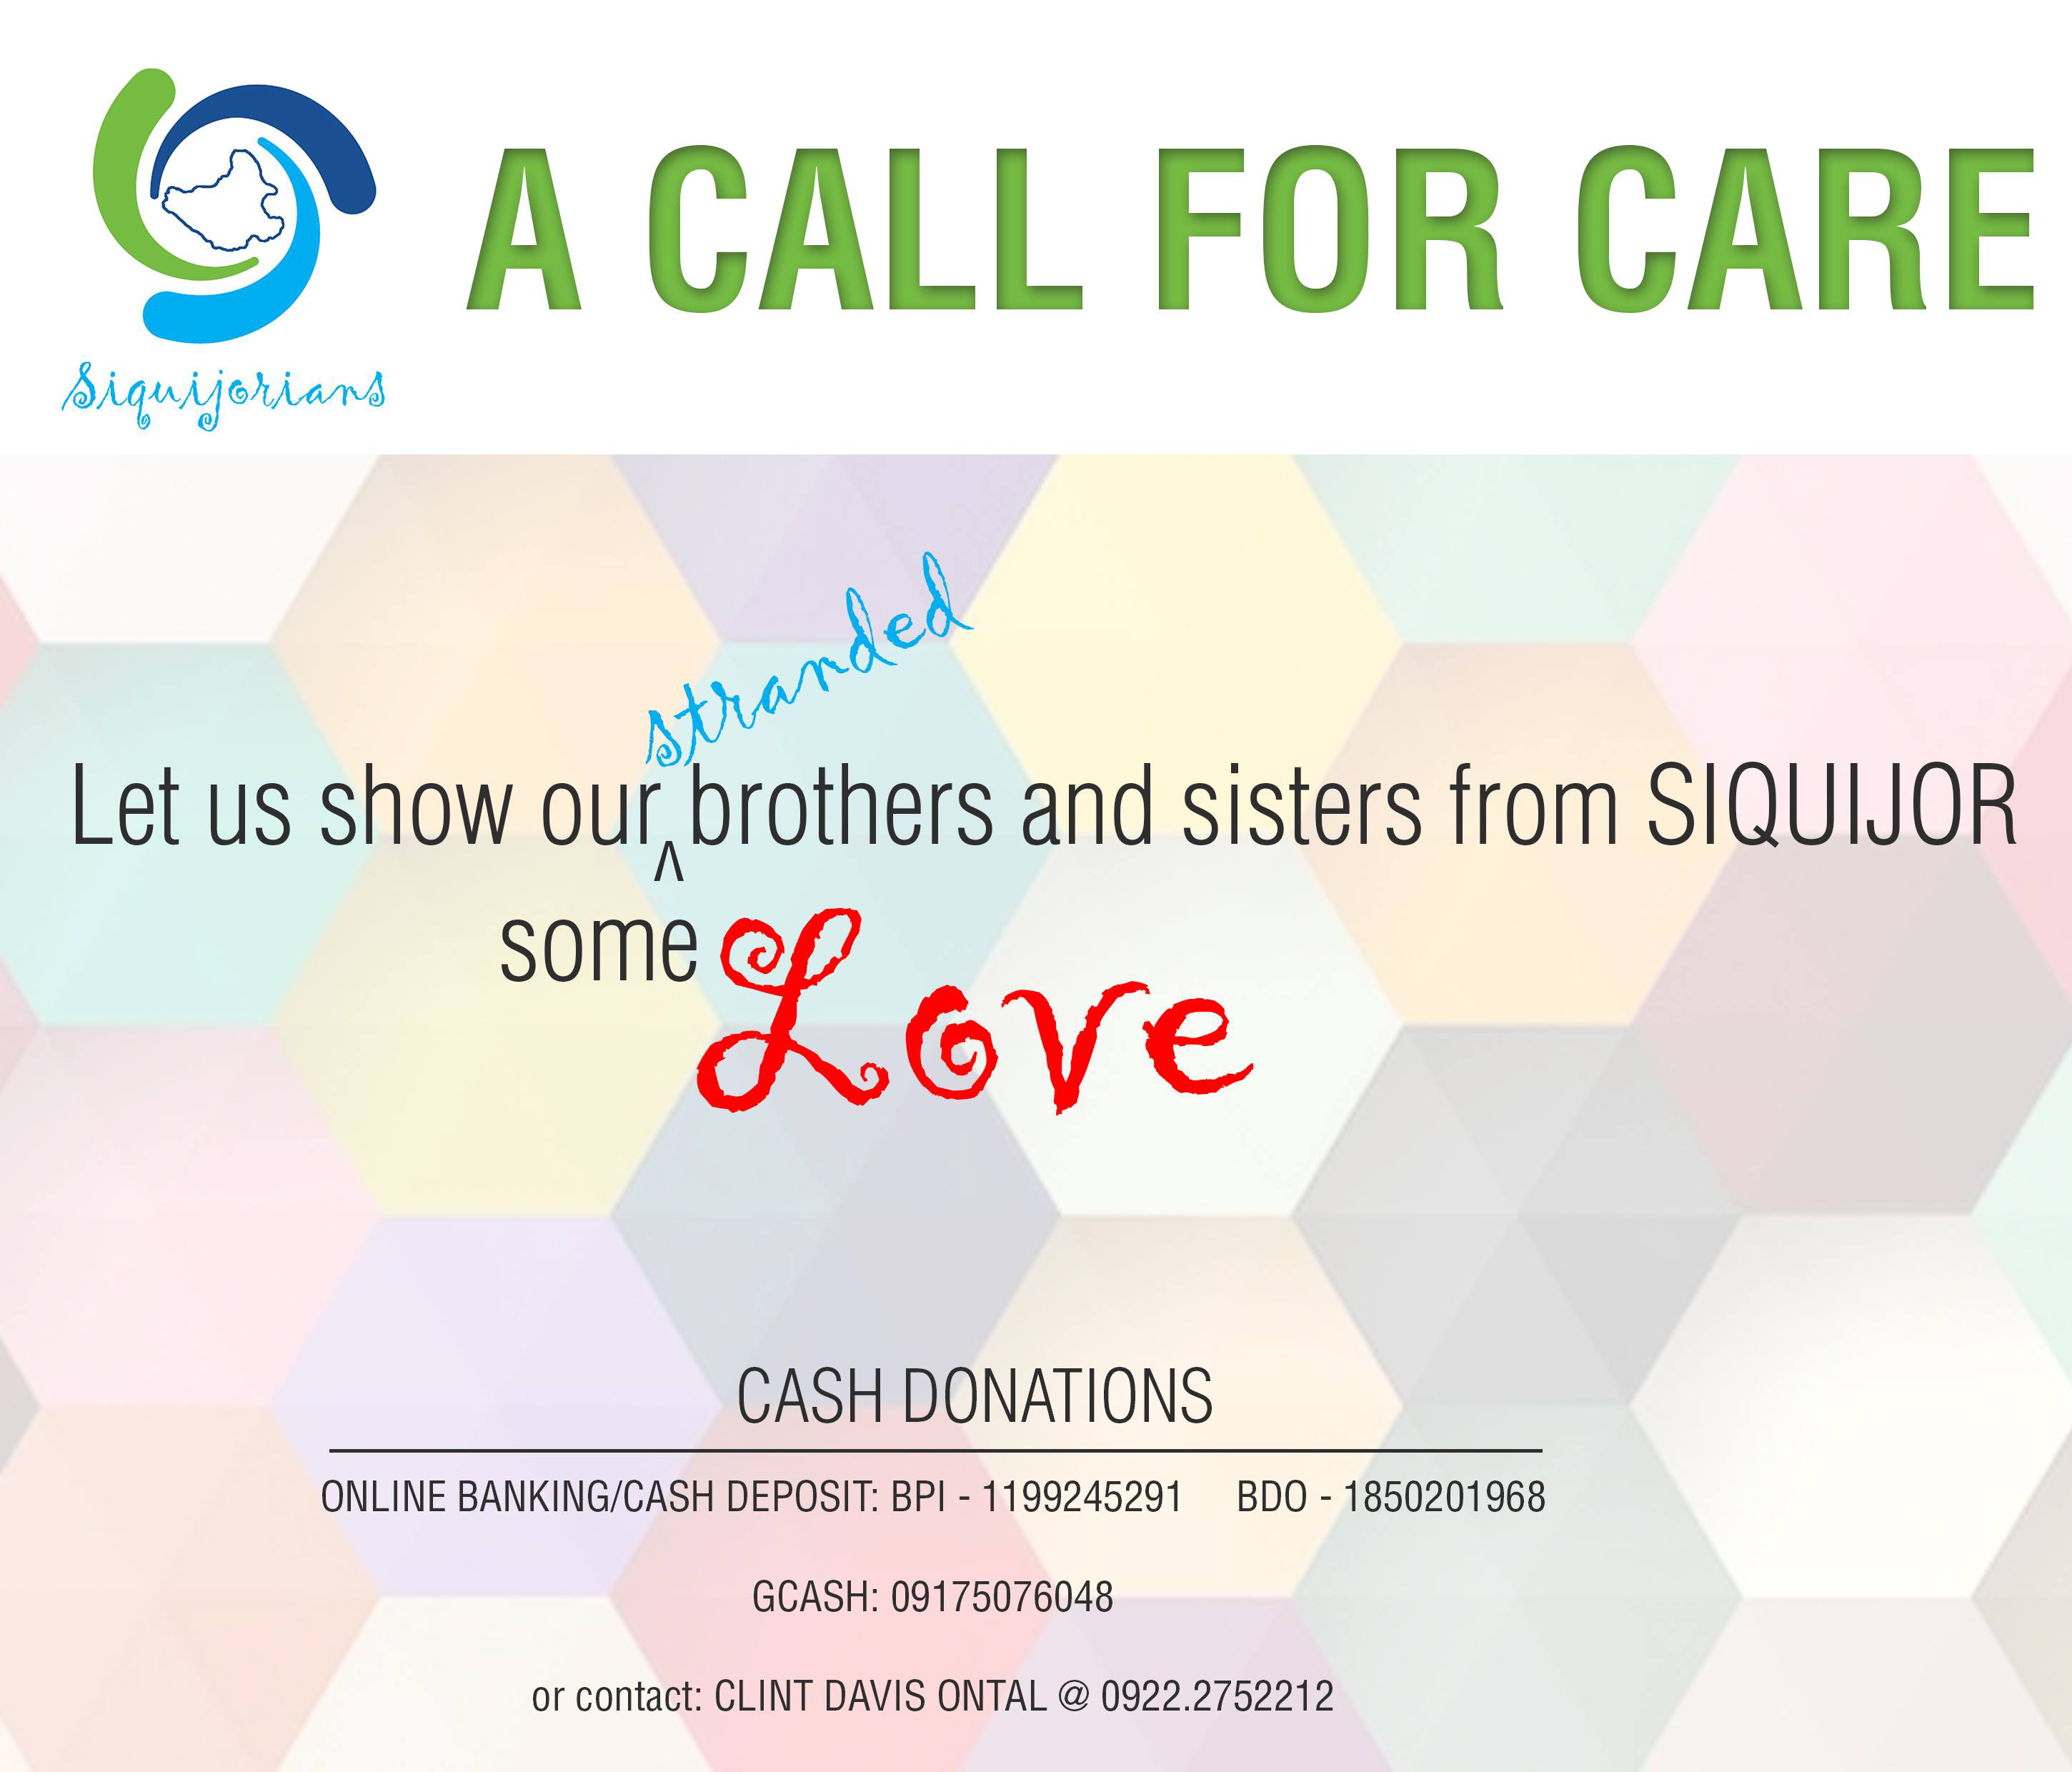 A CALL FOR CARE
Siquijorians
stranded
Let us show our ^ brothers and sisters from SIQUIJOR
some Love
CASH DONATIONS
ONLINE BANKING/CASH DEPOSIT: BPI - 1199245291 BDO - 1850201968
GCASH: 09175076048
or contact: CLINT DAVIS ONTAL @ 0922.2752212